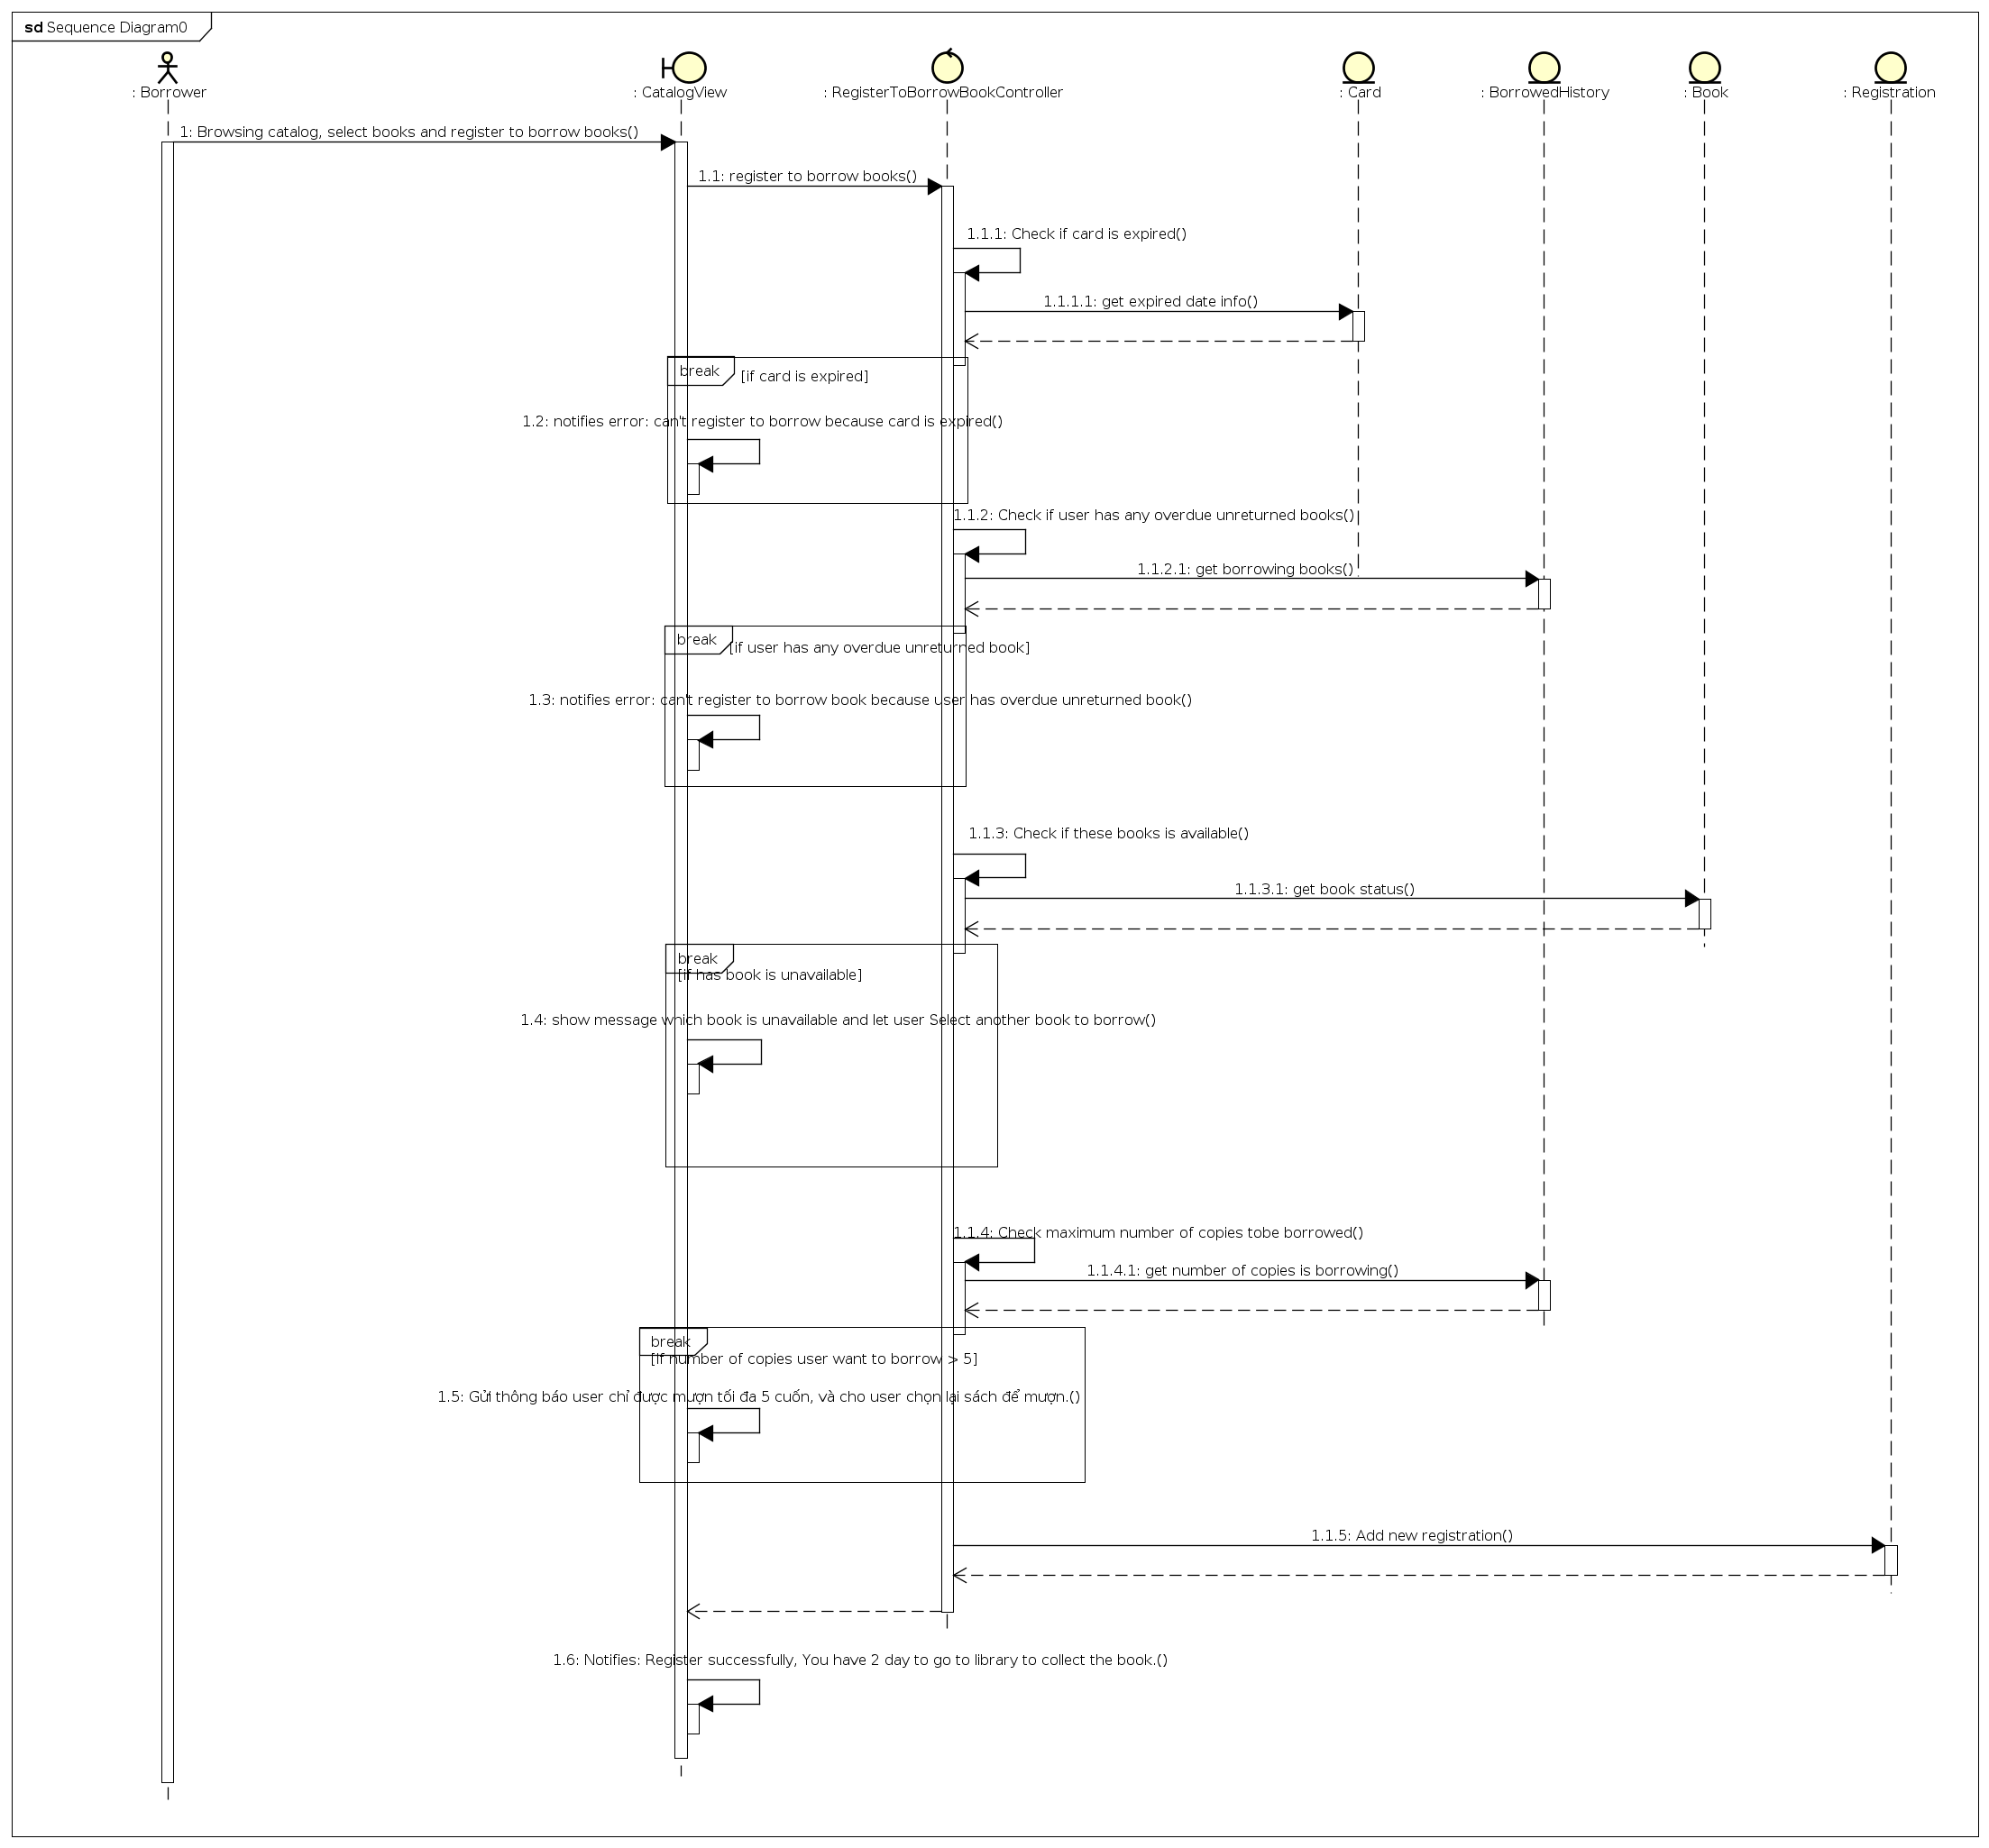 sd Sequence Diagram0
: Borrower
: CatalogView
: RegisterToBorrowBookController
: Card
: BorrowedHistory
: Book
: Registration
1: Browsing catalog, select books and register to borrow books()
1.1: register to borrow books()
1.1.1: Check if card is expired()
1.1.1.1: get expired date info()
break
[if card is expired]
1.2: notifies error: can't register to borrow because card is expired()
1.1.2: Check if user has any overdue unreturned books()
1.1.2.1: get borrowing books()
break
[if user has any overdue unreturned book]
1.3: notifies error: can't register to borrow book because user has overdue unreturned book()
1.1.3: Check if these books is available()
1.1.3.1: get book status()
break
[if has book is unavailable]
1.4: show message which book is unavailable and let user Select another book to borrow()
1.1.4: Check maximum number of copies tobe borrowed()
1.1.4.1: get number of copies is borrowing()
break
[if number of copies user want to borrow > 5]
1.5: Gửi thông báo user chỉ được mượn tối đa 5 cuốn, và cho user chọn lại sách để mượn.()
1.1.5: Add new registration()
1.6: Notifies: Register successfully, You have 2 day to go to library to collect the book.()